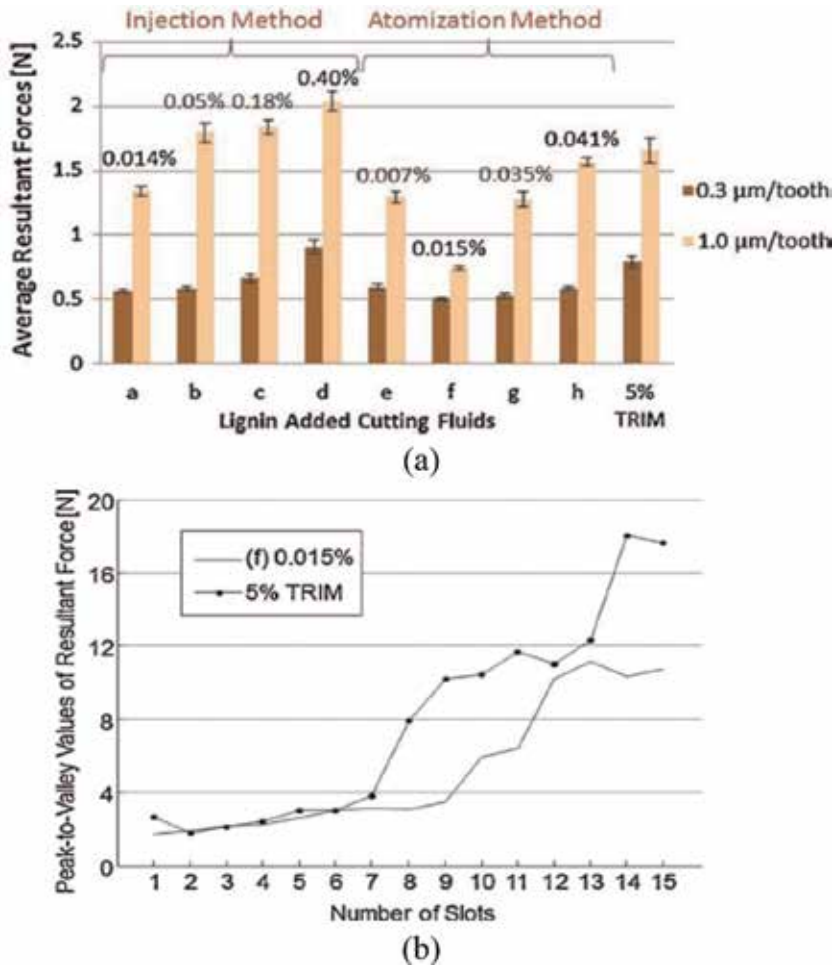 Injection Method Atomization Method
Average Resultant Forces [N]
2.5
2
1.5
1
0.5
0
0.014%
0.05%
0.18%
0.40%
0.007%
0.015%
0.035%
0.041%
0.3 µm/tooth
1.0 µm/tooth
a b c d e f g h 5%
TRIM
Lignin Added Cutting Fluids
(a)
Peak-to-Valley Values of Resultant Force[N]
20
16
12
8
4
0
(f) 0.015%
5% TRIM
1 2 3 4 5 6 7 8 9 10 11 12 13 14 15
Number of Slots
(b)